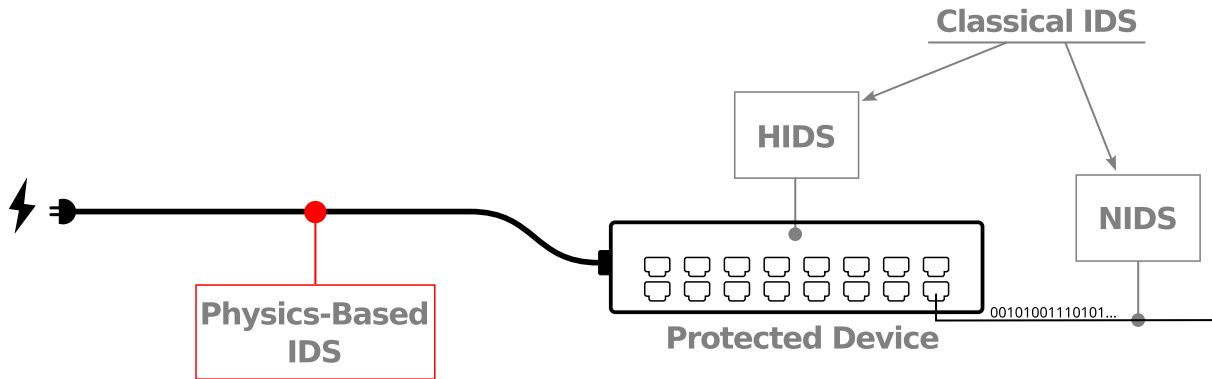 Classical IDS
HIDS
NIDS
Physics-Based
IDS
00101001110101...
Protected Device